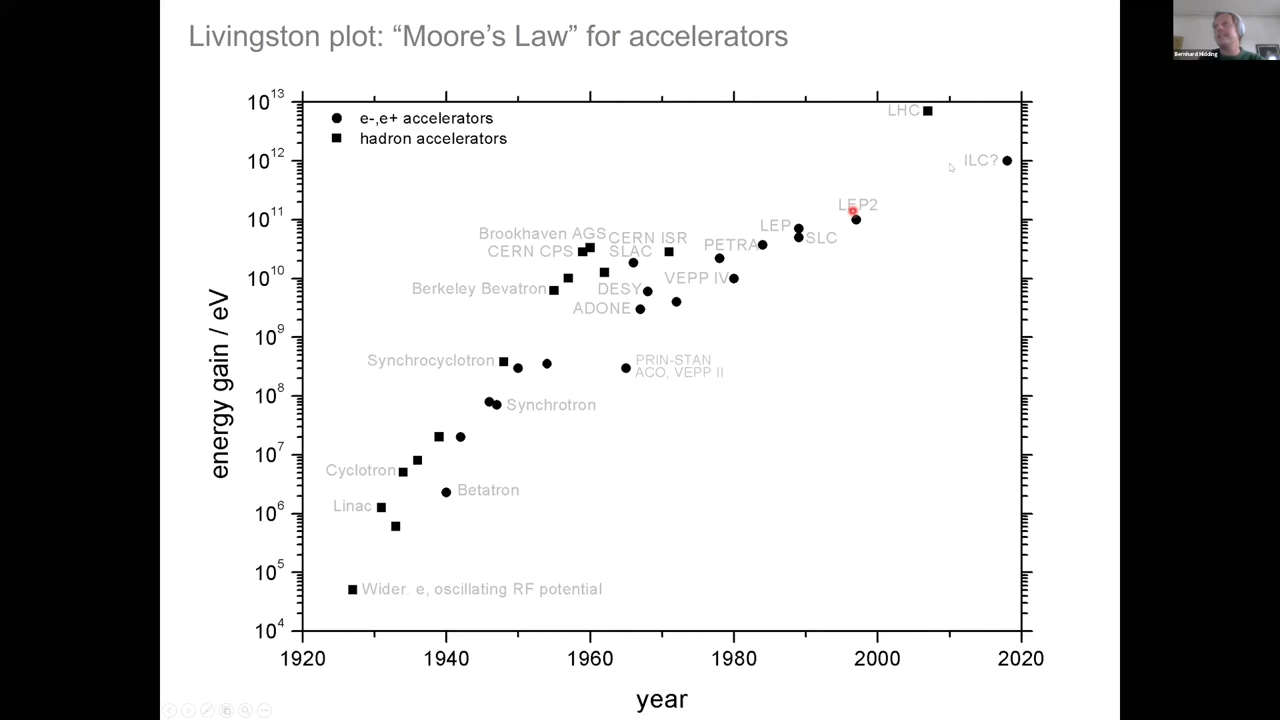 Livingston plot: “Moore’s Law” for accelerators
Bernhard Hidding
e-,e+ accelerators
hadron accelerators
energy gain / eV
10^13
10^12
10^11
10^10
10^9
10^8
10^7
10^6
10^5
10^4
LHC
ILC?
LEP2
LEP
SLC
Brookhaven AGS
CERN ISR
CERN CPS
SLAC
PETRA
VEPP IV
Berkeley Bevatron
DESY
ADONE
Synchrocyclotron
PRIN-STAN
ACO, VEPP II
Synchrotron
Cyclotron
Betatron
Linac
Wider e, oscillating RF potential
1920 1940 1960 1980 2000 2020
year